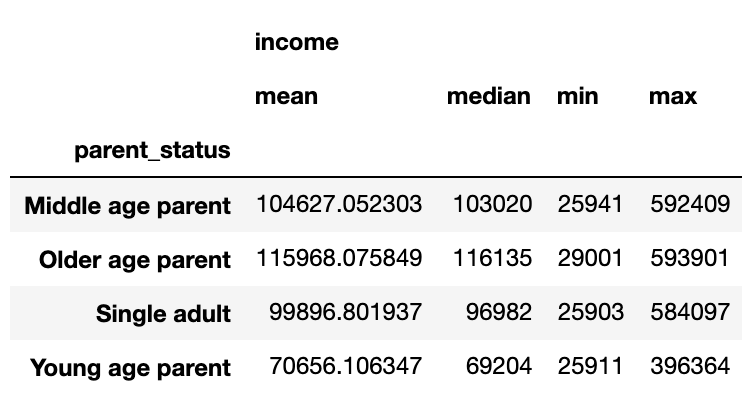 income
mean median min max
parent_status
Middle age parent 104627.052303 103020 25941 592409
Older age parent 115968.075849 116135 29001 593901
Single adult 99896.801937 96982 25903 584097
Young age parent 70656.106347 69204 25911 396364